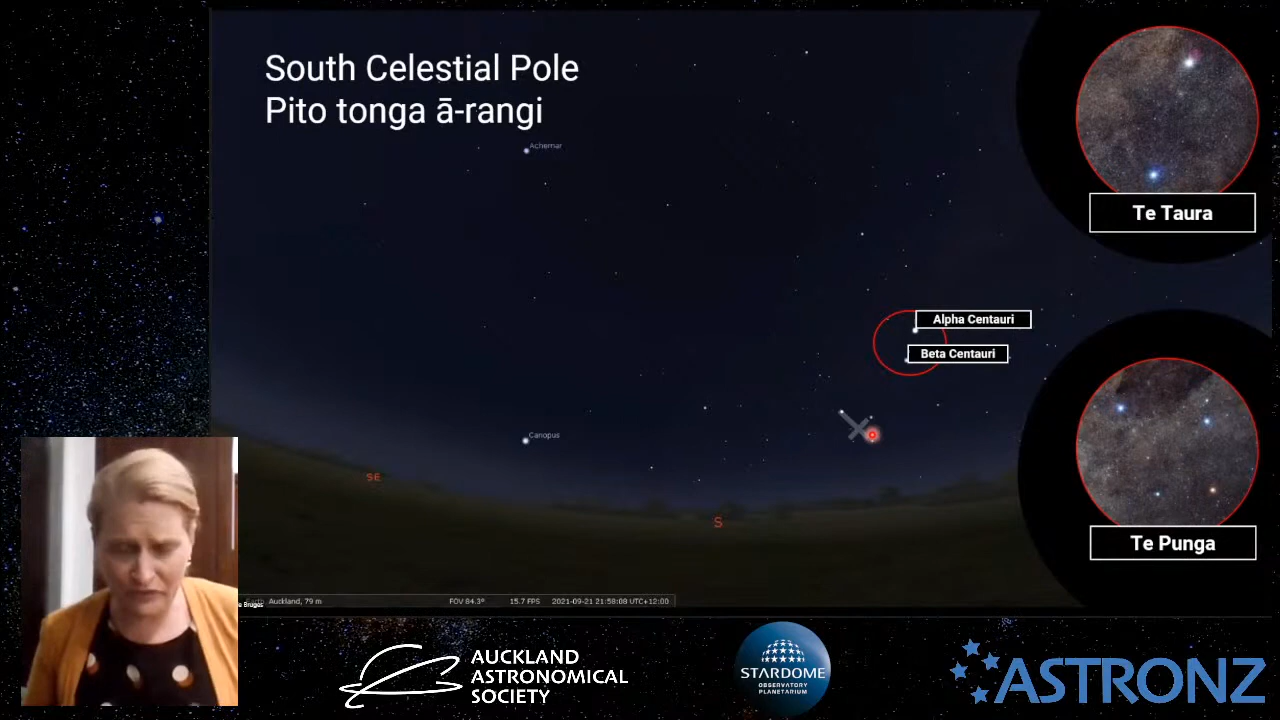 South Celestial Pole
Pito tonga ā-rangi
Achernar
Te Taura
Alpha Centauri
Beta Centauri
Canopus
SE
S
Te Punga
Auckland, 79 m
FOV 84.3°
15.7 FPS
2021-09-21 21:58:08 UTC+12:00
AUCKLAND
ASTRONOMICAL
SOCIETY
STARDOME
OBSERVATORY
PLANETARIUM
ASTRONZ